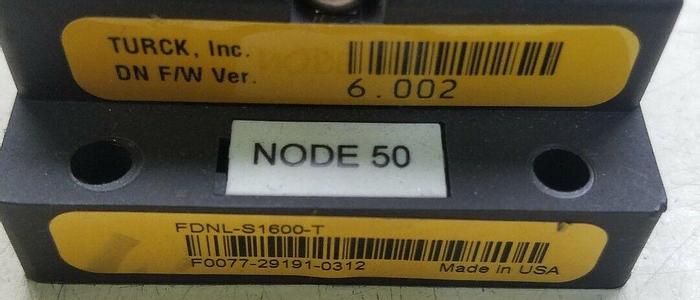 TURCK, Inc.
DN F/W Ver.
6.002
NODE 50
FDNL-S1600-T
F0077-29191-0312
Made in USA